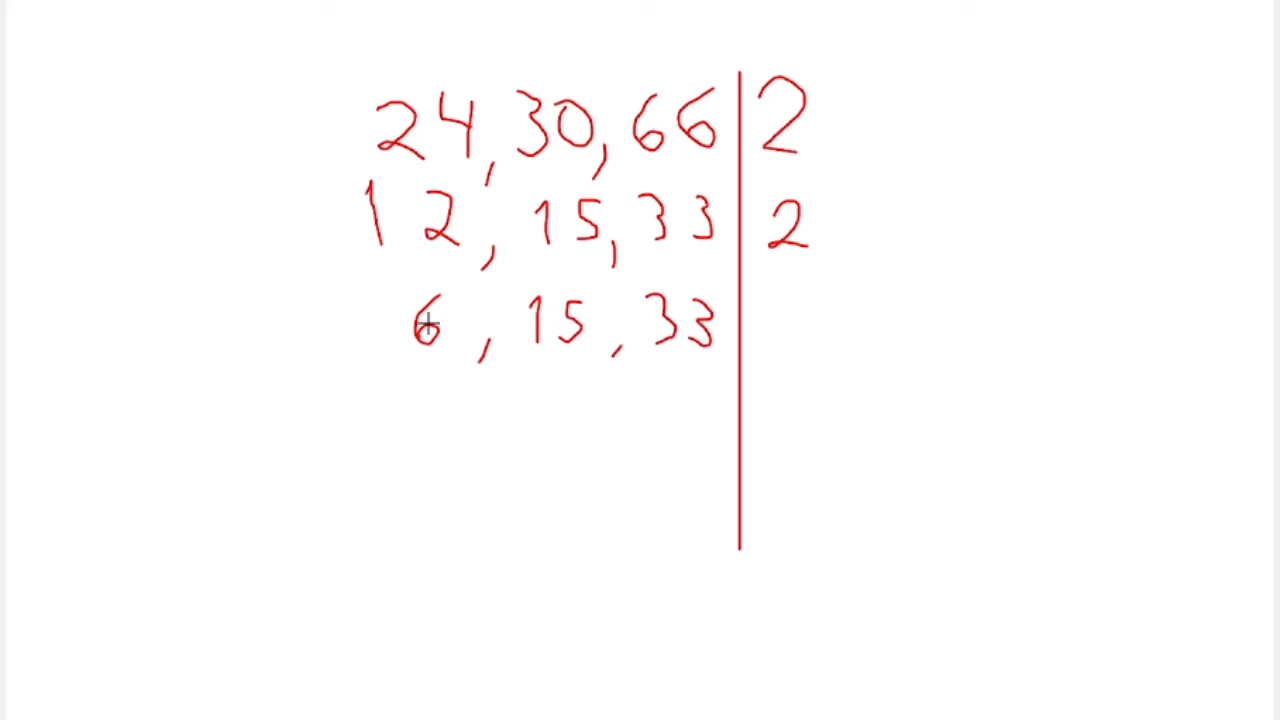 24, 30, 66 | 2
12, 15, 33 | 2
6, 15, 33 |